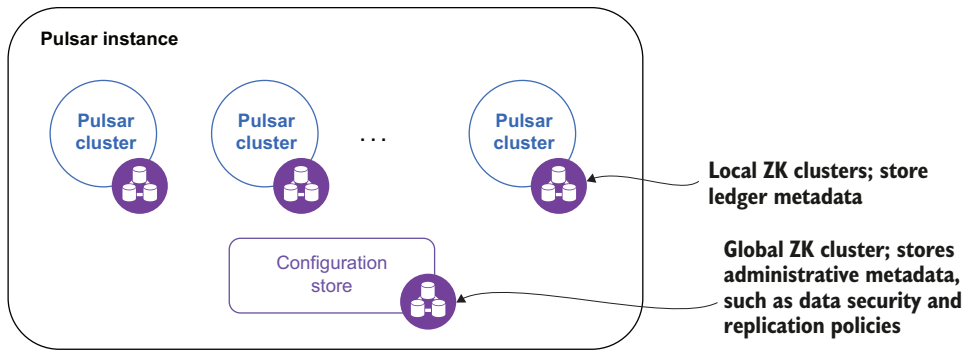 Pulsar instance
Pulsar
cluster
Pulsar
cluster
. . .
Pulsar
cluster
Local ZK clusters; store
ledger metadata
Configuration
store
Global ZK cluster; stores
administrative metadata,
such as data security and
replication policies